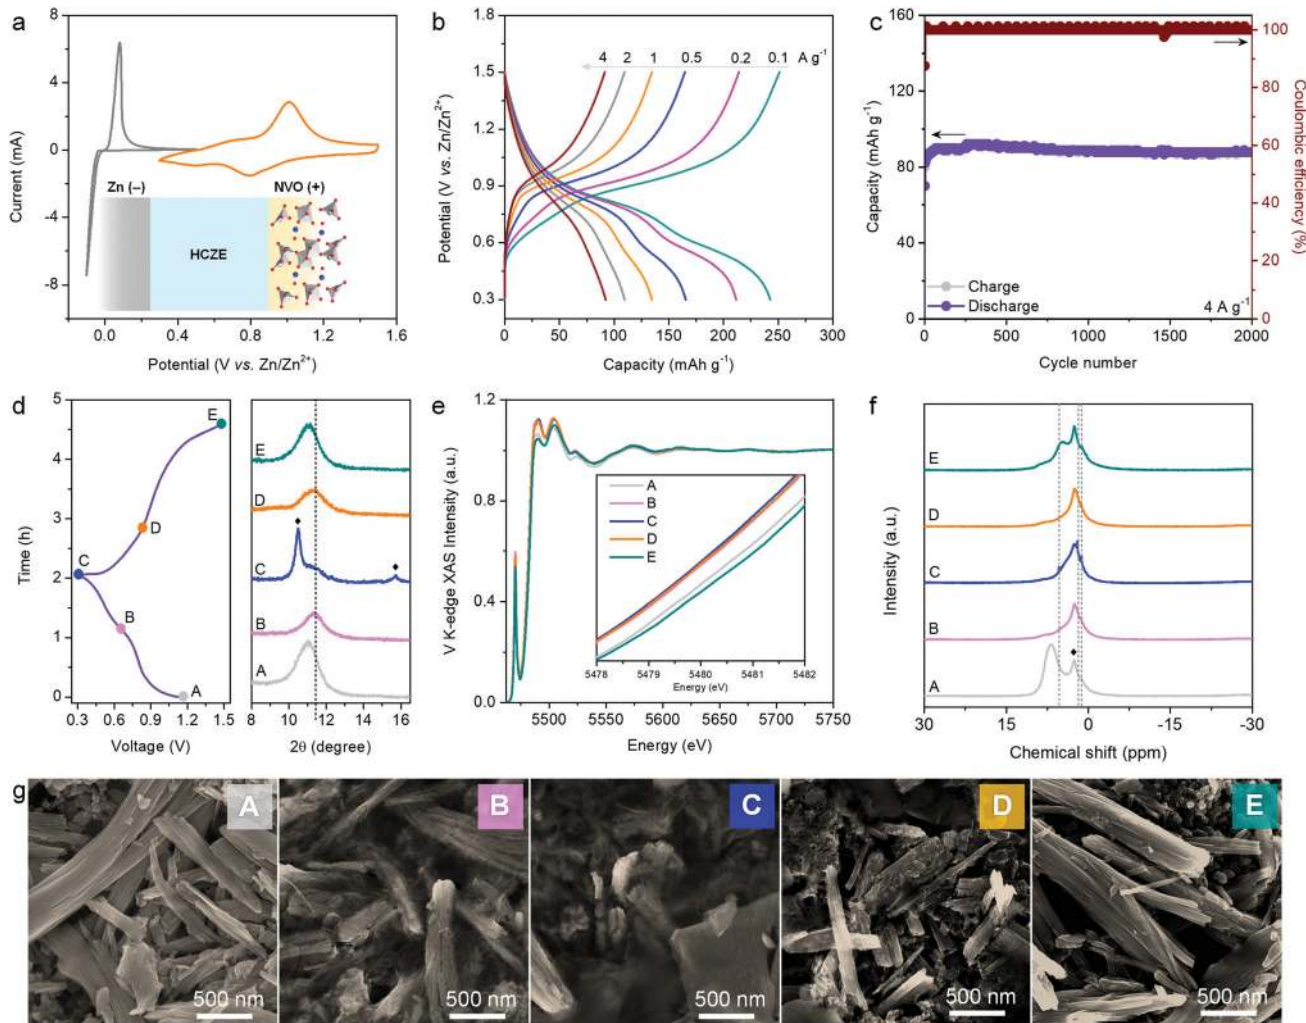 a
Current (mA)
8
4
0
-4
-8
0.0
0.4
0.8
1.2
1.6
Potential (V vs. Zn/Zn²⁺)
Zn (–)
NVO (+)
HCZE
b
Potential (V vs. Zn/Zn²⁺)
1.8
1.5
1.2
0.9
0.6
0.3
4 2 1 0.5 0.2 0.1 A g⁻¹
0 50 100 150 200 250 300
Capacity (mAh g⁻¹)
c
Capacity (mAh g⁻¹)
160
120
80
40
0
100
80
60
40
20
0
Coulombic efficiency (%)
Charge
Discharge
4 A g⁻¹
0 500 1000 1500 2000
Cycle number
d
Time (h)
5
4
3
2
1
0
E
D
C
B
A
0.3 0.6 0.9 1.2 1.5
Voltage (V)
E
D
C
B
A
8 10 12 14 16
2θ (degree)
e
V K-edge XAS Intensity (a.u.)
1.2
0.8
0.4
0.0
A
B
C
D
E
5478 5479 5480 5481 5482
Energy (eV)
5500 5550 5600 5650 5700 5750
Energy (eV)
f
Intensity (a.u.)
E
D
C
B
A
30 15 0 -15 -30
Chemical shift (ppm)
g
A
B
C
D
E
500 nm
500 nm
500 nm
500 nm
500 nm